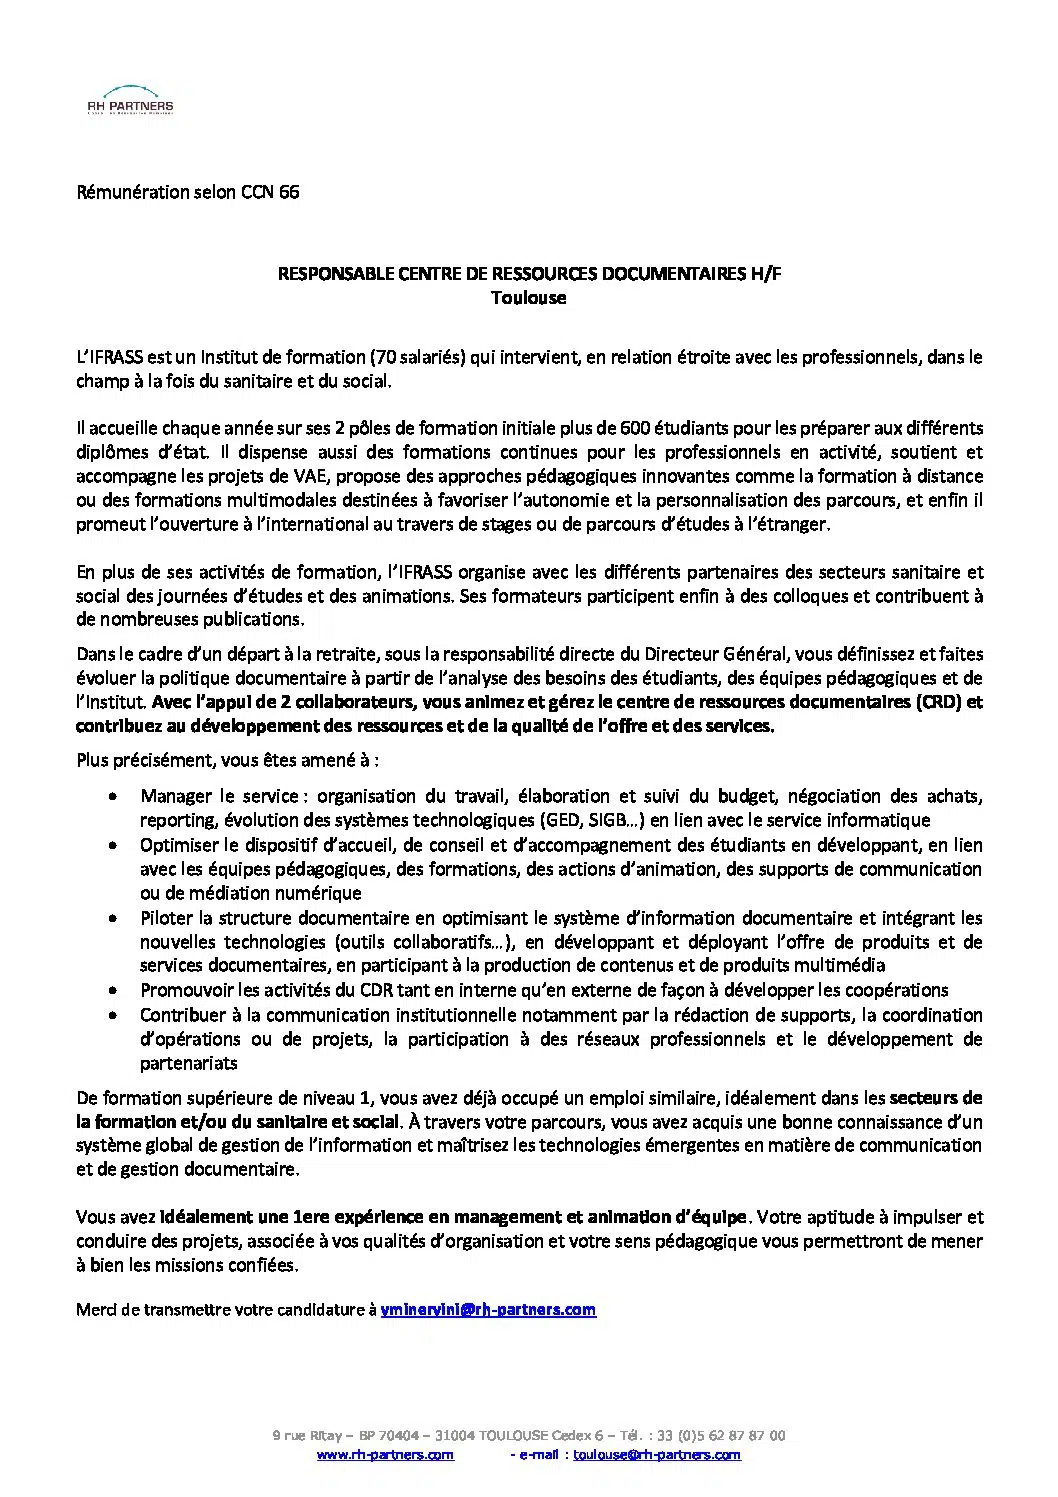 RH PARTNERS
Rémunération selon CCN 66
RESPONSABLE CENTRE DE RESSOURCES DOCUMENTAIRES H/F
Toulouse
L’IFRASS est un Institut de formation (70 salariés) qui intervient, en relation étroite avec les professionnels, dans le
champ à la fois du sanitaire et du social.
Il accueille chaque année sur ses 2 pôles de formation initiale plus de 600 étudiants pour les préparer aux différents
diplômes d’état. Il dispense aussi des formations continues pour les professionnels en activité, soutient et
accompagne les projets de VAE, propose des approches pédagogiques innovantes comme la formation à distance
ou des formations multimodales destinées à favoriser l’autonomie et la personnalisation des parcours, et enfin il
promeut l’ouverture à l’international au travers de stages ou de parcours d’études à l’étranger.
En plus de ses activités de formation, l’IFRASS organise avec les différents partenaires des secteurs sanitaire et
social des journées d’études et des animations. Ses formateurs participent enfin à des colloques et contribuent à
de nombreuses publications.
Dans le cadre d’un départ à la retraite, sous la responsabilité directe du Directeur Général, vous définissez et faites
évoluer la politique documentaire à partir de l’analyse des besoins des étudiants, des équipes pédagogiques et de
l’Institut. Avec l’appui de 2 collaborateurs, vous animez et gérez le centre de ressources documentaires (CRD) et
contribuez au développement des ressources et de la qualité de l’offre et des services.
Plus précisément, vous êtes amené à :
• Manager le service : organisation du travail, élaboration et suivi du budget, négociation des achats,
reporting, évolution des systèmes technologiques (GED, SIGB…) en lien avec le service informatique
• Optimiser le dispositif d’accueil, de conseil et d’accompagnement des étudiants en développant, en lien
avec les équipes pédagogiques, des formations, des actions d’animation, des supports de communication
ou de médiation numérique
• Piloter la structure documentaire en optimisant le système d’information documentaire et intégrant les
nouvelles technologies (outils collaboratifs…), en développant et déployant l’offre de produits et de
services documentaires, en participant à la production de contenus et de produits multimédia
• Promouvoir les activités du CDR tant en interne qu’en externe de façon à développer les coopérations
• Contribuer à la communication institutionnelle notamment par la rédaction de supports, la coordination
d’opérations ou de projets, la participation à des réseaux professionnels et le développement de
partenariats
De formation supérieure de niveau 1, vous avez déjà occupé un emploi similaire, idéalement dans les secteurs de
la formation et/ou du sanitaire et social. À travers votre parcours, vous avez acquis une bonne connaissance d’un
système global de gestion de l’information et maîtrisez les technologies émergentes en matière de communication
et de gestion documentaire.
Vous avez idéalement une 1ere expérience en management et animation d’équipe. Votre aptitude à impulser et
conduire des projets, associée à vos qualités d’organisation et votre sens pédagogique vous permettront de mener
à bien les missions confiées.
Merci de transmettre votre candidature à vminervini@rh-partners.com
9 rue Ritay – BP 70404 – 31004 TOULOUSE Cedex 6 – Tél. : 33 (0)5 62 87 87 00
www.rh-partners.com - e-mail : toulouse@rh-partners.com